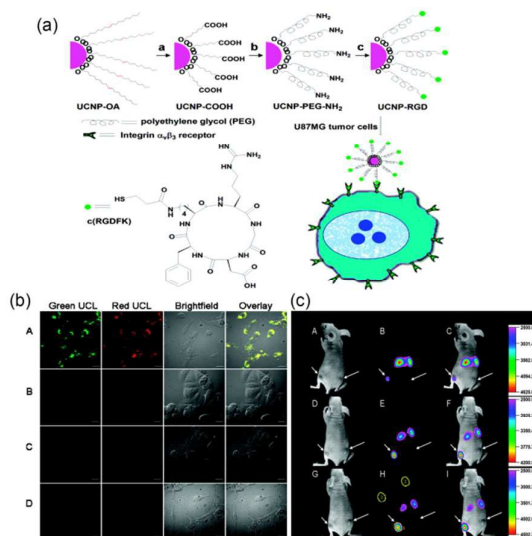 (a)
COOH
COOH
COOH
COOH
COOH
NH2
NH2
NH2
NH2
NH2
a
b
c
UCNP-OA
UCNP-COOH
UCNP-PEG-NH2
UCNP-RGD
polyethylene glycol (PEG)
Integrin αvβ3 receptor
U87MG tumor cells
c(RGDFK)
HS
O
HN
NH2
HN
4
O
NH
HN
NH
HN
O
OH
(b)
Green UCL Red UCL Brightfield Overlay
A
B
C
D
(c)
A B C
D E F
G H I